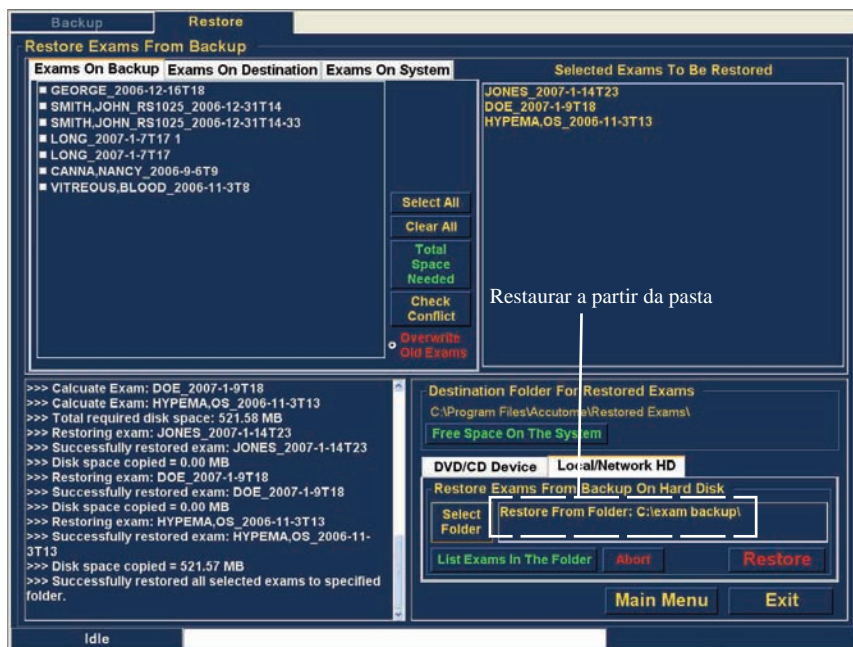 Backup
Restore
Restore Exams From Backup
Exams On Backup
Exams On Destination
Exams On System
GEORGE_2006-12-16T18
SMITH,JOHN_RS1025_2006-12-31T14
SMITH,JOHN_RS1025_2006-12-31T14-33
LONG_2007-1-7T17 1
LONG_2007-1-7T17
CANNA,NANCY_2006-9-6T9
VITREOUS,BLOOD_2006-11-3T8
Select All
Clear All
Total
Space
Needed
Check
Conflict
Overwrite
Old Exams
Selected Exams To Be Restored
JONES_2007-1-14T23
DOE_2007-1-9T18
HYPEMA,OS_2006-11-3T13
Restaurar a partir da pasta
>>> Calcuate Exam: DOE_2007-1-9T18
>>> Calcuate Exam: HYPEMA,OS_2006-11-3T13
>>> Total required disk space: 521.58 MB
>>> Restoring exam: JONES_2007-1-14T23
>>> Successfully restored exam: JONES_2007-1-14T23
>>> Disk space copied = 0.00 MB
>>> Restoring exam: DOE_2007-1-9T18
>>> Successfully restored exam: DOE_2007-1-9T18
>>> Disk space copied = 0.00 MB
>>> Restoring exam: HYPEMA,OS_2006-11-3T13
>>> Successfully restored exam: HYPEMA,OS_2006-11-
3T13
>>> Disk space copied = 521.57 MB
>>> Successfully restored all selected exams to specified
folder.
Destination Folder For Restored Exams
C:\Program Files\Accutome\Restored Exams\
Free Space On The System
DVD/CD Device
Local/Network HD
Restore Exams From Backup On Hard Disk
Select
Folder
Restore From Folder: C:\exam backup\
List Exams In The Folder
Abort
Restore
Main Menu
Exit
Idle